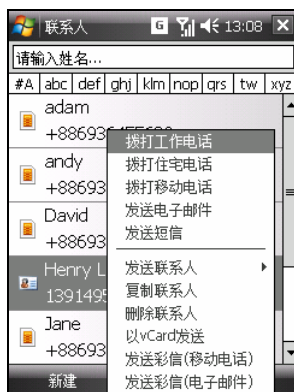 联系人 G 13:08
请输入姓名...
#A abc def ghj klm nop qrs tw xyz
adam
+88693
andy
+88693
David
+88693
Henry L
139149
Jane
+88693
拨打工作电话
拨打住宅电话
拨打移动电话
发送电子邮件
发送短信
发送联系人
复制联系人
删除联系人
以vCard发送
发送彩信(移动电话)
发送彩信(电子邮件)
新建